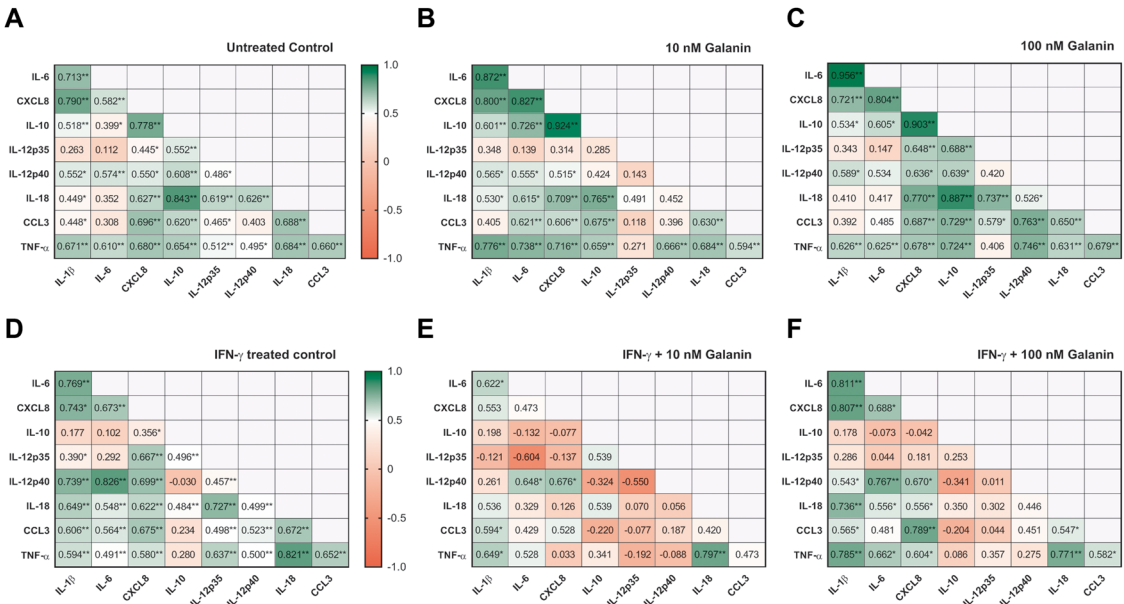 A
Untreated Control
IL-6 0.713**
CXCL8 0.790** 0.582**
IL-10 0.518** 0.399* 0.778**
IL-12p35 0.263 0.112 0.445* 0.552**
IL-12p40 0.552* 0.574** 0.550* 0.608** 0.486*
IL-18 0.449* 0.352 0.627* 0.843** 0.619** 0.626**
CCL3 0.448* 0.308 0.696** 0.620** 0.465* 0.403 0.688**
TNF-α 0.671** 0.610** 0.680** 0.654** 0.512** 0.495* 0.684** 0.660**
IL-1β IL-6 CXCL8 IL-10 IL-12p35 IL-12p40 IL-18 CCL3
1.0
0.5
0
-0.5
-1.0
B
10 nM Galanin
IL-6 0.872**
CXCL8 0.800** 0.827**
IL-10 0.601** 0.726** 0.924**
IL-12p35 0.348 0.139 0.314 0.285
IL-12p40 0.565* 0.555* 0.515* 0.424 0.143
IL-18 0.530* 0.615* 0.709** 0.765** 0.491 0.452
CCL3 0.405 0.621** 0.606** 0.675** 0.118 0.396 0.630**
TNF-α 0.776** 0.738** 0.716** 0.659** 0.271 0.666** 0.684** 0.594**
IL-1β IL-6 CXCL8 IL-10 IL-12p35 IL-12p40 IL-18 CCL3
C
100 nM Galanin
IL-6 0.956**
CXCL8 0.721** 0.804**
IL-10 0.534* 0.605* 0.903**
IL-12p35 0.343 0.147 0.648** 0.688**
IL-12p40 0.589* 0.534 0.636* 0.639* 0.420
IL-18 0.410 0.417 0.770** 0.887** 0.737** 0.526*
CCL3 0.392 0.485 0.687** 0.729** 0.579* 0.763** 0.650**
TNF-α 0.626** 0.625* 0.678** 0.724** 0.406 0.746** 0.631** 0.679**
IL-1β IL-6 CXCL8 IL-10 IL-12p35 IL-12p40 IL-18 CCL3
D
IFN-γ treated control
IL-6 0.769**
CXCL8 0.743* 0.673**
IL-10 0.177 0.102 0.356*
IL-12p35 0.390* 0.292 0.667** 0.496**
IL-12p40 0.739** 0.826** 0.699** -0.030 0.457**
IL-18 0.649** 0.548** 0.622** 0.484** 0.727** 0.499**
CCL3 0.606** 0.564** 0.675** 0.234 0.498** 0.523** 0.672**
TNF-α 0.594** 0.491** 0.580** 0.280 0.637** 0.500** 0.821** 0.652**
IL-1β IL-6 CXCL8 IL-10 IL-12p35 IL-12p40 IL-18 CCL3
1.0
0.5
0
-0.5
-1.0
E
IFN-γ + 10 nM Galanin
IL-6 0.622*
CXCL8 0.553 0.473
IL-10 0.198 -0.132 -0.077
IL-12p35 -0.121 -0.604 -0.137 0.539
IL-12p40 0.261 0.648* 0.676* -0.324 -0.550
IL-18 0.536 0.329 0.126 0.539 0.070 0.056
CCL3 0.594* 0.429 0.528 -0.220 -0.077 0.187 0.420
TNF-α 0.649* 0.528 0.033 0.341 -0.192 -0.088 0.797** 0.473
IL-1β IL-6 CXCL8 IL-10 IL-12p35 IL-12p40 IL-18 CCL3
F
IFN-γ + 100 nM Galanin
IL-6 0.811**
CXCL8 0.807** 0.688*
IL-10 0.178 -0.073 -0.042
IL-12p35 0.286 0.044 0.181 0.253
IL-12p40 0.543* 0.767** 0.670* -0.341 0.011
IL-18 0.736** 0.556* 0.556* 0.350 0.302 0.446
CCL3 0.565* 0.481 0.789** -0.204 0.044 0.451 0.547*
TNF-α 0.785** 0.662* 0.604* 0.086 0.357 0.275 0.771** 0.582*
IL-1β IL-6 CXCL8 IL-10 IL-12p35 IL-12p40 IL-18 CCL3